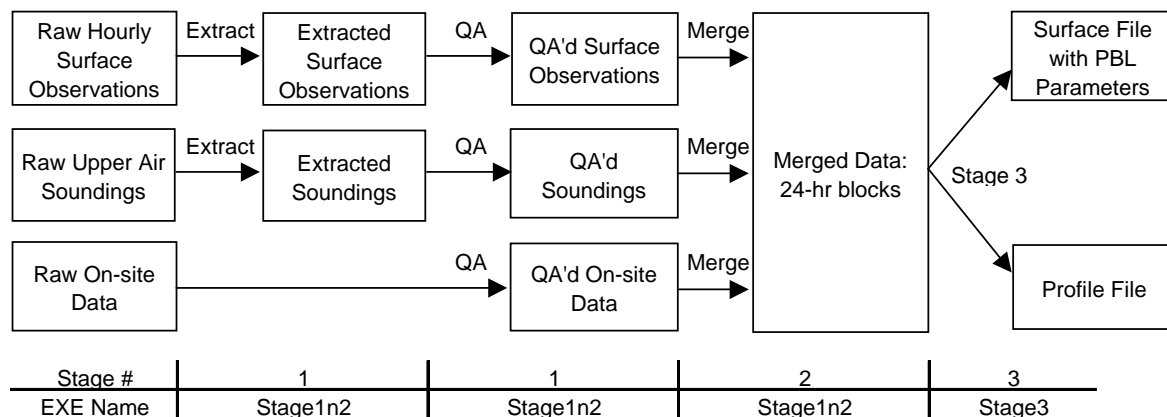 Raw Hourly
Surface
Observations
Extract
Extracted
Surface
Observations
QA
QA'd Surface
Observations
Merge
Surface File
with PBL
Parameters
Raw Upper Air
Soundings
Extract
Extracted
Soundings
QA
QA'd
Soundings
Merge
Merged Data:
24-hr blocks
Stage 3
Raw On-site
Data
QA
QA'd On-site
Data
Merge
Profile File
Stage # 1 1 2 3
EXE Name Stage1n2 Stage1n2 Stage1n2 Stage3